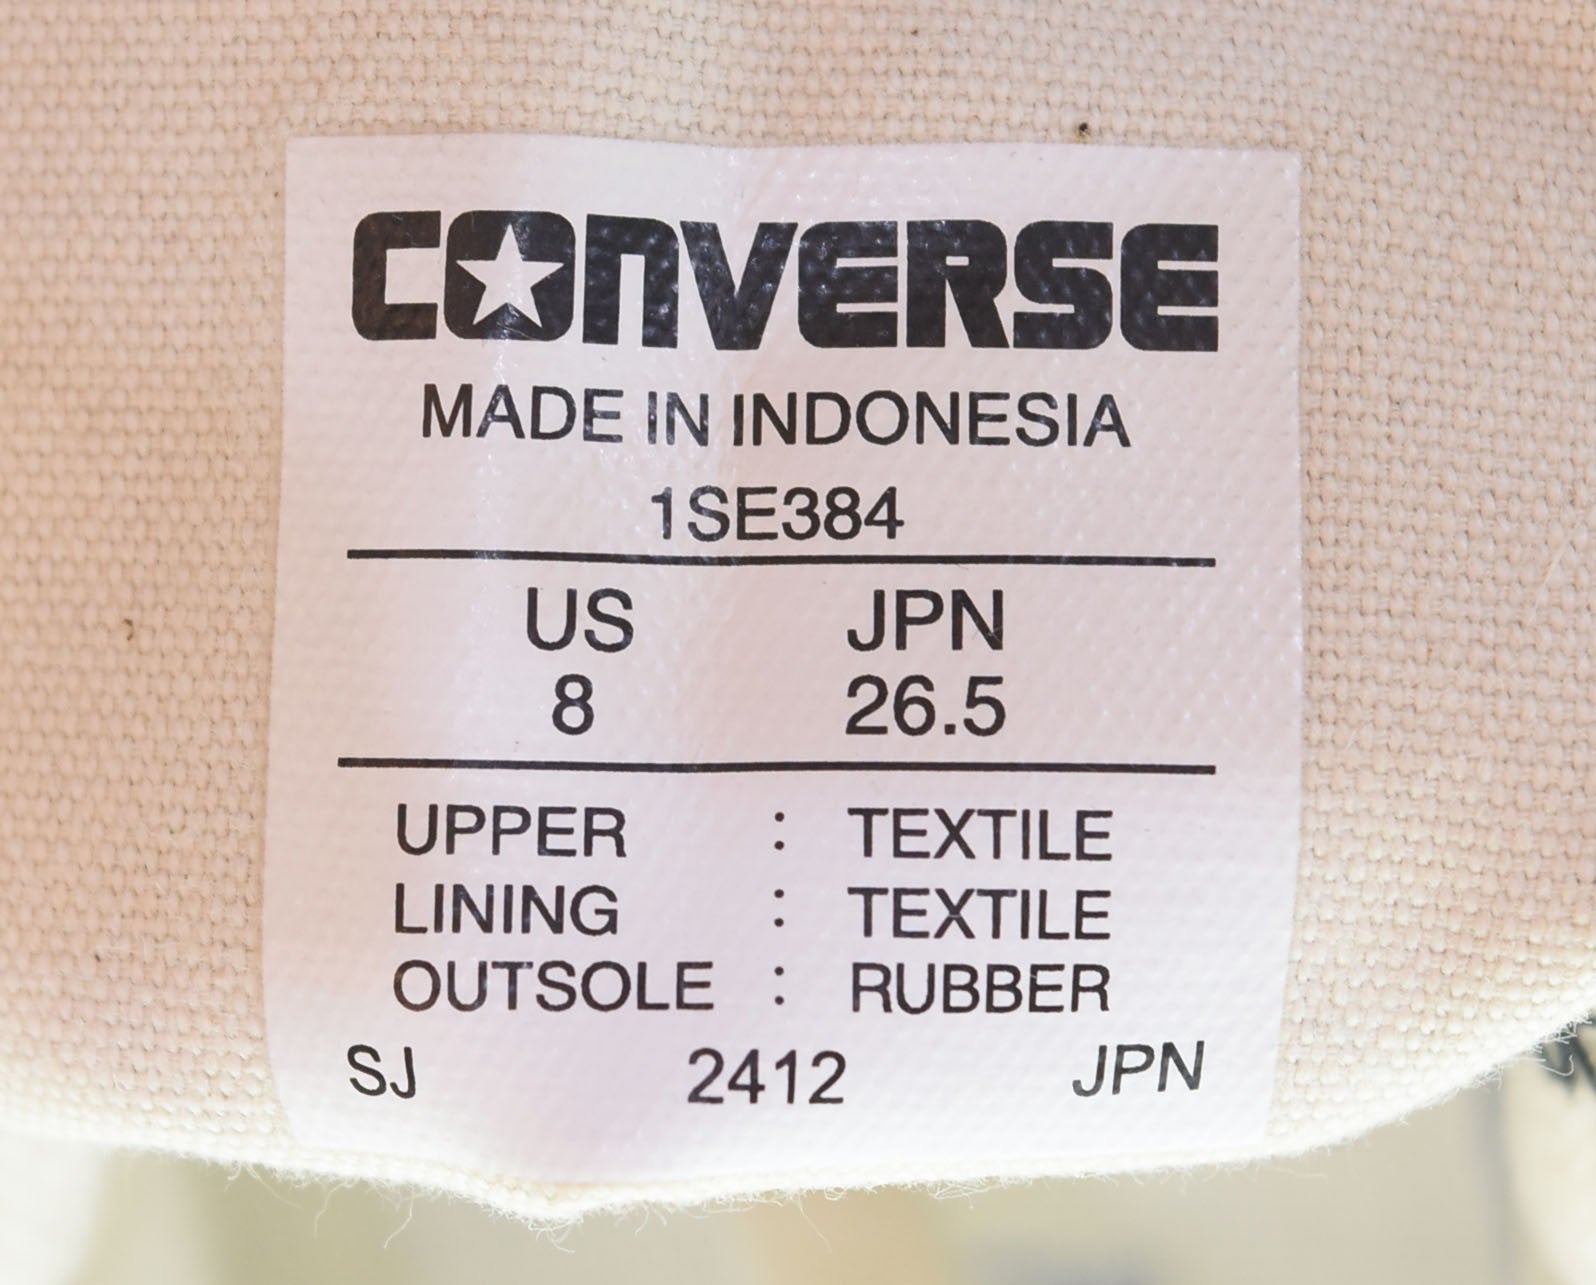 CONVERSE
MADE IN INDONESIA
1SE384
US JPN
8 26.5
UPPER : TEXTILE
LINING : TEXTILE
OUTSOLE : RUBBER
SJ 2412 JPN